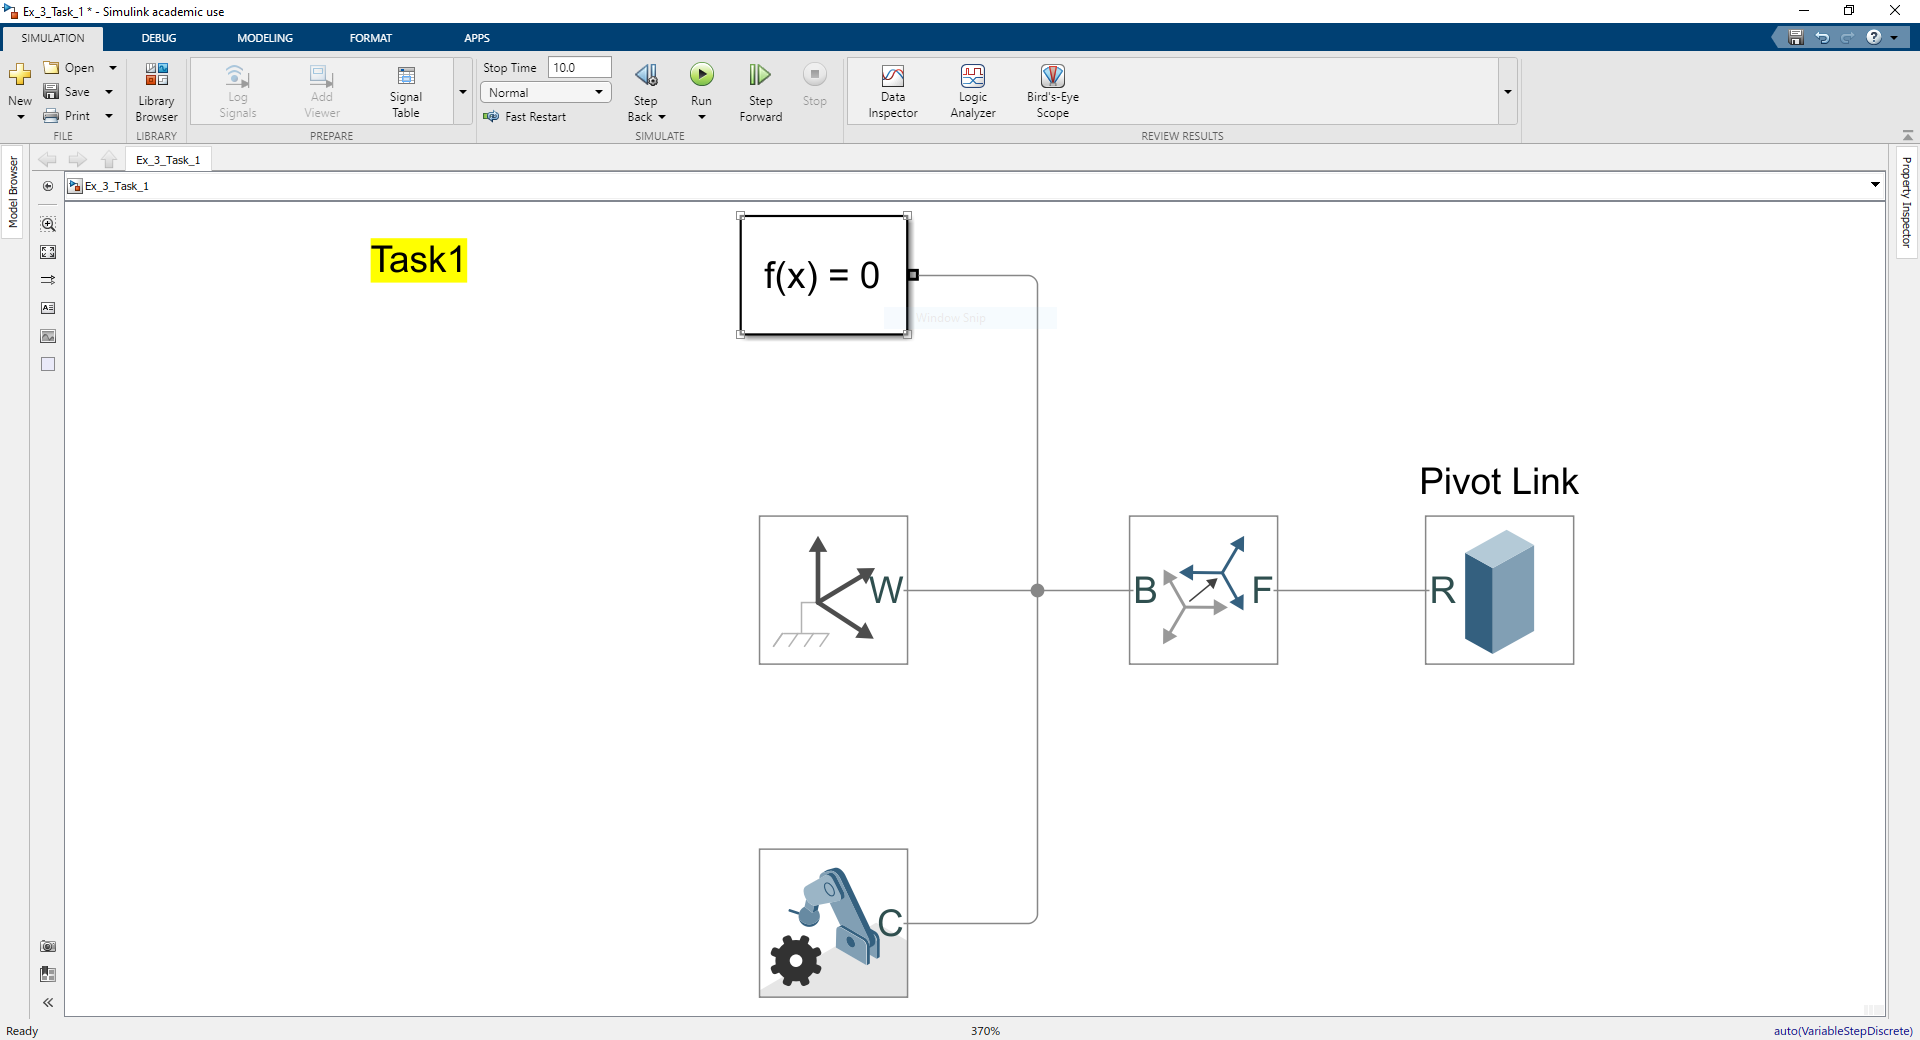 Ex_3_Task_1 * - Simulink academic use
SIMULATION DEBUG MODELING FORMAT APPS
New
Open
Save
Print
FILE
Library Browser
LIBRARY
Log Signals
Add Viewer
Signal Table
PREPARE
Stop Time 10.0
Normal
Fast Restart
Step Back
Run
Step Forward
Stop
SIMULATE
Data Inspector
Logic Analyzer
Bird's-Eye Scope
REVIEW RESULTS
Model Browser
Ex_3_Task_1
Ex_3_Task_1
Property Inspector
Task1
f(x) = 0
Window Snip
Pivot Link
W
B F
R
C
Ready
370%
auto(VariableStepDiscrete)